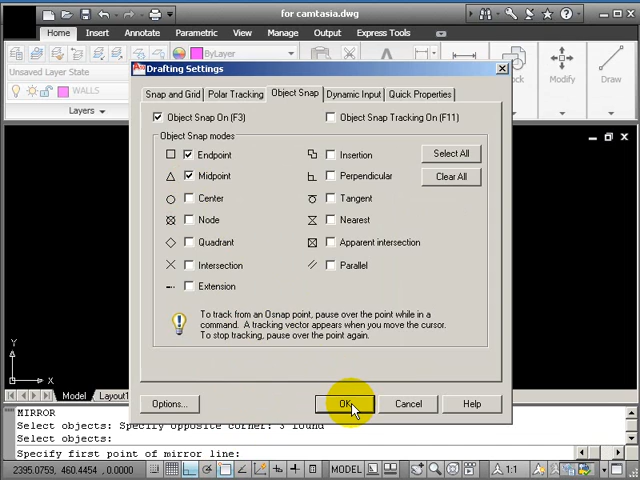 for camtasia.dwg
Home Insert Annotate Parametric View Manage Output Express Tools
ByLayer
Unsaved Layer State
WALLS
Layers
Modify
Draw
Drafting Settings
Snap and Grid Polar Tracking Object Snap Dynamic Input Quick Properties
Object Snap On (F3) Object Snap Tracking On (F11)
Object Snap modes
Endpoint Insertion Select All
Midpoint Perpendicular Clear All
Center Tangent
Node Nearest
Quadrant Apparent intersection
Intersection Parallel
Extension
To track from an Osnap point, pause over the point while in a
command. A tracking vector appears when you move the cursor.
To stop tracking, pause over the point again.
Options... OK Cancel Help
Y
X
Model Layout1
MIRROR
Select objects: Specify opposite corner: 3 found
Select objects:
Specify first point of mirror line:
2395.0759, 460.4454 , 0.0000 MODEL 1:1